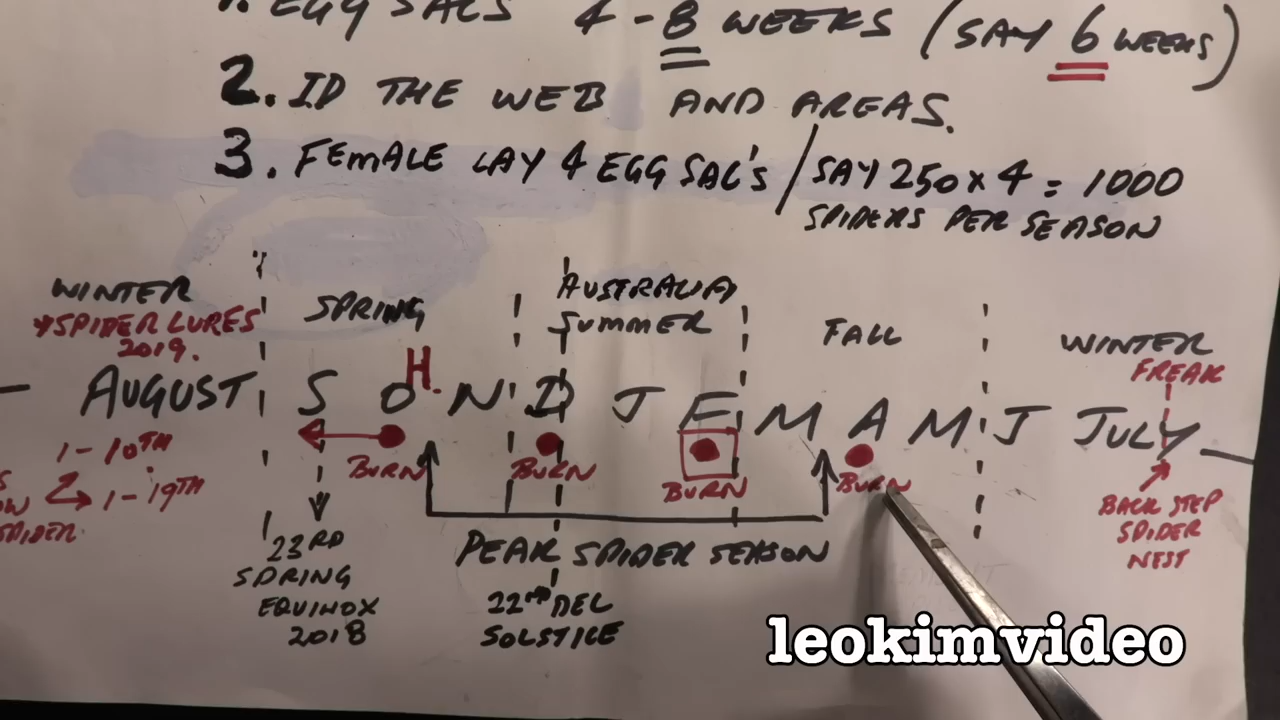 1. EGG SACS 4-8 WEEKS (SAY 6 WEEKS)
2. ID THE WEB AND AREAS.
3. FEMALE LAY 4 EGG SAC'S / SAY 250 x 4 = 1000
SPIDERS PER SEASON
WINTER
*SPIDER LURES
2019.
SPRING
AUSTRALIA
SUMMER
FALL
WINTER
FREAK
AUGUST S O H. N D J F M A M J JULY
1-10TH
1-19TH
SPIDER
BURN
BURN
BURN
BURN
BACK STEP
SPIDER
NEST
23RD
SPRING
EQUINOX
2018
PEAK SPIDER SEASON
22ND DEC
SOLSTICE
leokimvideo